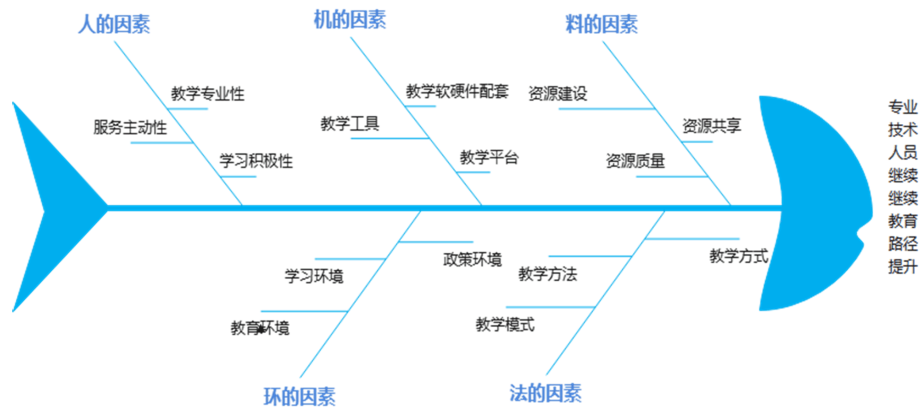 人的因素
机的因素
料的因素
教学专业性
服务主动性
学习积极性
教学软硬件配套
教学工具
教学平台
资源建设
资源共享
资源质量
专业
技术
人员
继续
继续
教育
路径
提升
政策环境
学习环境
教育环境
教学方式
教学方法
教学模式
环的因素
法的因素